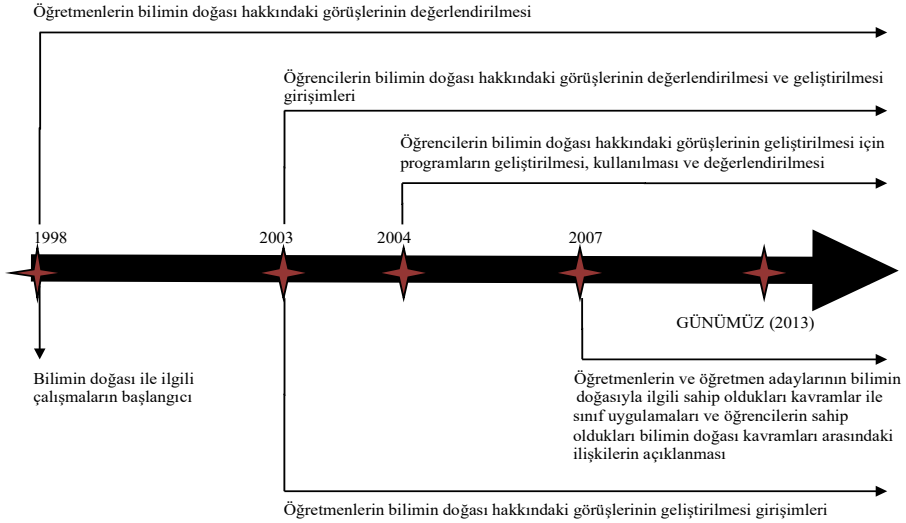 Öğretmenlerin bilimin doğası hakkındaki görüşlerinin değerlendirilmesi
Öğrencilerin bilimin doğası hakkındaki görüşlerinin değerlendirilmesi ve geliştirilmesi
girişimleri
Öğrencilerin bilimin doğası hakkındaki görüşlerinin geliştirilmesi için
programların geliştirilmesi, kullanılması ve değerlendirilmesi
1998
2003
2004
2007
GÜNÜMÜZ (2013)
Bilimin doğası ile ilgili
çalışmaların başlangıcı
Öğretmenlerin ve öğretmen adaylarının bilimin
doğasıyla ilgili sahip oldukları kavramlar ile
sınıf uygulamaları ve öğrencilerin sahip
oldukları bilimin doğası kavramları arasındaki
ilişkilerin açıklanması
Öğretmenlerin bilimin doğası hakkındaki görüşlerinin geliştirilmesi girişimleri